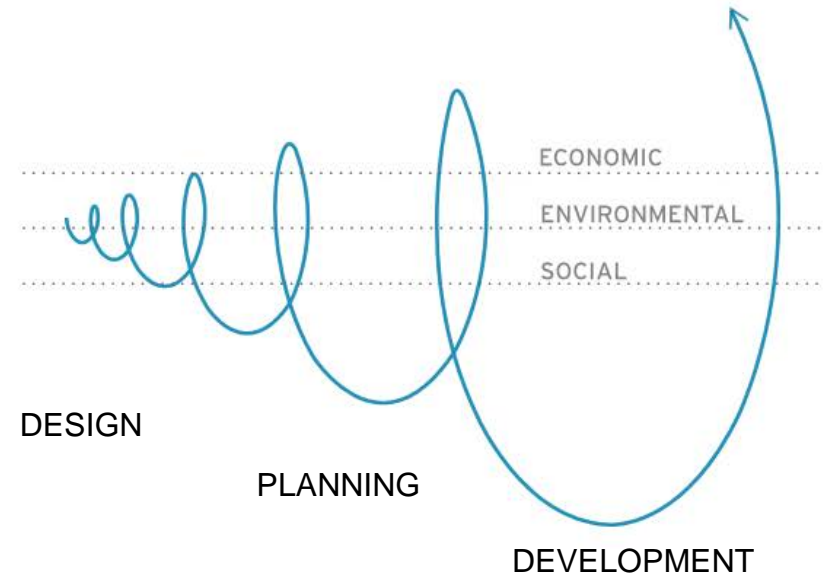 ECONOMIC
ENVIRONMENTAL
SOCIAL
DESIGN
PLANNING
DEVELOPMENT